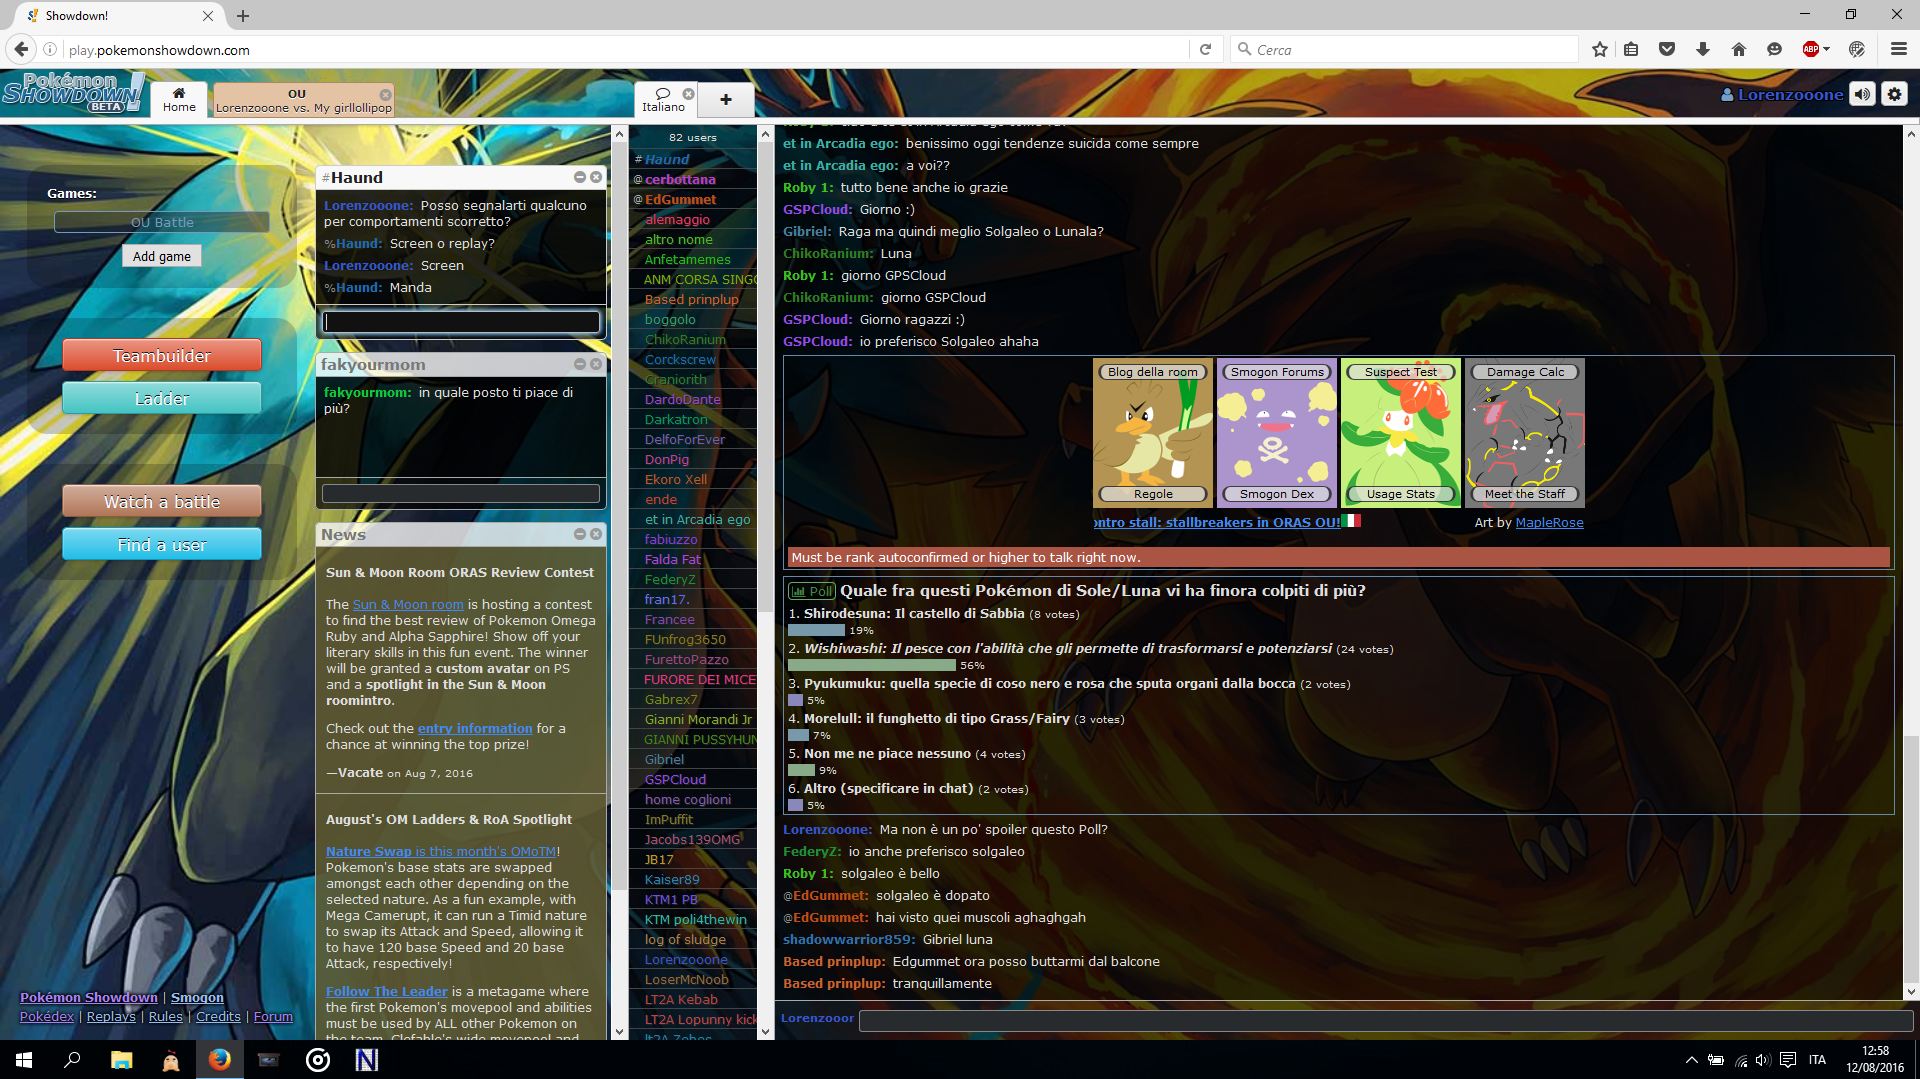 Showdown!
play.pokemonshowdown.com
Cerca
ABP
Pokémon
SHOWDOWN!
BETA
Home
OU
Lorenzooone vs. My girllollipop
Italiano
Lorenzooone
Games:
OU Battle
Add game
Teambuilder
Ladder
Watch a battle
Find a user
Pokémon Showdown | Smogon
Pokédex | Replays | Rules | Credits | Forum
#Haund
Lorenzooone: Posso segnalarti qualcuno
per comportamenti scorretto?
%Haund: Screen o replay?
Lorenzooone: Screen
%Haund: Manda
fakyourmom
fakyourmom: in quale posto ti piace di
più?
News
Sun & Moon Room ORAS Review Contest
The Sun & Moon room is hosting a contest
to find the best review of Pokemon Omega
Ruby and Alpha Sapphire! Show off your
literary skills in this fun event. The winner
will be granted a custom avatar on PS
and a spotlight in the Sun & Moon
roomintro.
Check out the entry information for a
chance at winning the top prize!
—Vacate on Aug 7, 2016
August's OM Ladders & RoA Spotlight
Nature Swap is this month's OMoTM!
Pokemon's base stats are swapped
amongst each other depending on the
selected nature. As a fun example, with
Mega Camerupt, it can run a Timid nature
to swap its Attack and Speed, allowing it
to have 120 base Speed and 20 base
Attack, respectively!
Follow The Leader is a metagame where
the first Pokemon's movepool and abilities
must be used by ALL other Pokemon on
the team. Clefable's wide movepool and
82 users
#Haund
@cerbottana
@EdGummet
alemaggio
altro nome
Anfetamemes
ANM CORSA SINGO
Based prinplup
boggolo
ChikoRanium
Corckscrew
Craniorith
DardoDante
Darkatron
DelfoForEver
DonPig
Ekoro Xell
ende
et in Arcadia ego
fabiuzzo
Falda Fat
FederyZ
fran17.
Francee
FUnfrog3650
FurettoPazzo
FURORE DEI MICE
Gabrex7
Gianni Morandi Jr
GIANNI PUSSYHUN
Gibriel
GSPCloud
home coglioni
ImPuffit
Jacobs139OMG
JB17
Kaiser89
KTM1 PB
KTM poli4thewin
log of sludge
Lorenzooone
LoserMcNoob
LT2A Kebab
LT2A Lopunny kick
lt2A Zebes
et in Arcadia ego: benissimo oggi tendenze suicida come sempre
et in Arcadia ego: a voi??
Roby 1: tutto bene anche io grazie
GSPCloud: Giorno :)
Gibriel: Raga ma quindi meglio Solgaleo o Lunala?
ChikoRanium: Luna
Roby 1: giorno GPSCloud
ChikoRanium: giorno GSPCloud
GSPCloud: Giorno ragazzi :)
GSPCloud: io preferisco Solgaleo ahaha
Blog della room
Smogon Forums
Suspect Test
Damage Calc
Regole
Smogon Dex
Usage Stats
Meet the Staff
ontro stall: stallbreakers in ORAS OU!
Art by MapleRose
Must be rank autoconfirmed or higher to talk right now.
Poll Quale fra questi Pokémon di Sole/Luna vi ha finora colpiti di più?
1. Shirodesuna: Il castello di Sabbia (8 votes)
19%
2. Wishiwashi: Il pesce con l'abilità che gli permette di trasformarsi e potenziarsi (24 votes)
56%
3. Pyukumuku: quella specie di coso nero e rosa che sputa organi dalla bocca (2 votes)
5%
4. Morelull: il funghetto di tipo Grass/Fairy (3 votes)
7%
5. Non me ne piace nessuno (4 votes)
9%
6. Altro (specificare in chat) (2 votes)
5%
Lorenzooone: Ma non è un po' spoiler questo Poll?
FederyZ: io anche preferisco solgaleo
Roby 1: solgaleo è bello
@EdGummet: solgaleo è dopato
@EdGummet: hai visto quei muscoli aghaghgah
shadowwarrior859: Gibriel luna
Based prinplup: Edgummet ora posso buttarmi dal balcone
Based prinplup: tranquillamente
Lorenzooor
ITA
12:58
12/08/2016